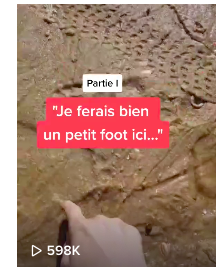 Partie I
"Je ferais bien
un petit foot ici..."
598K